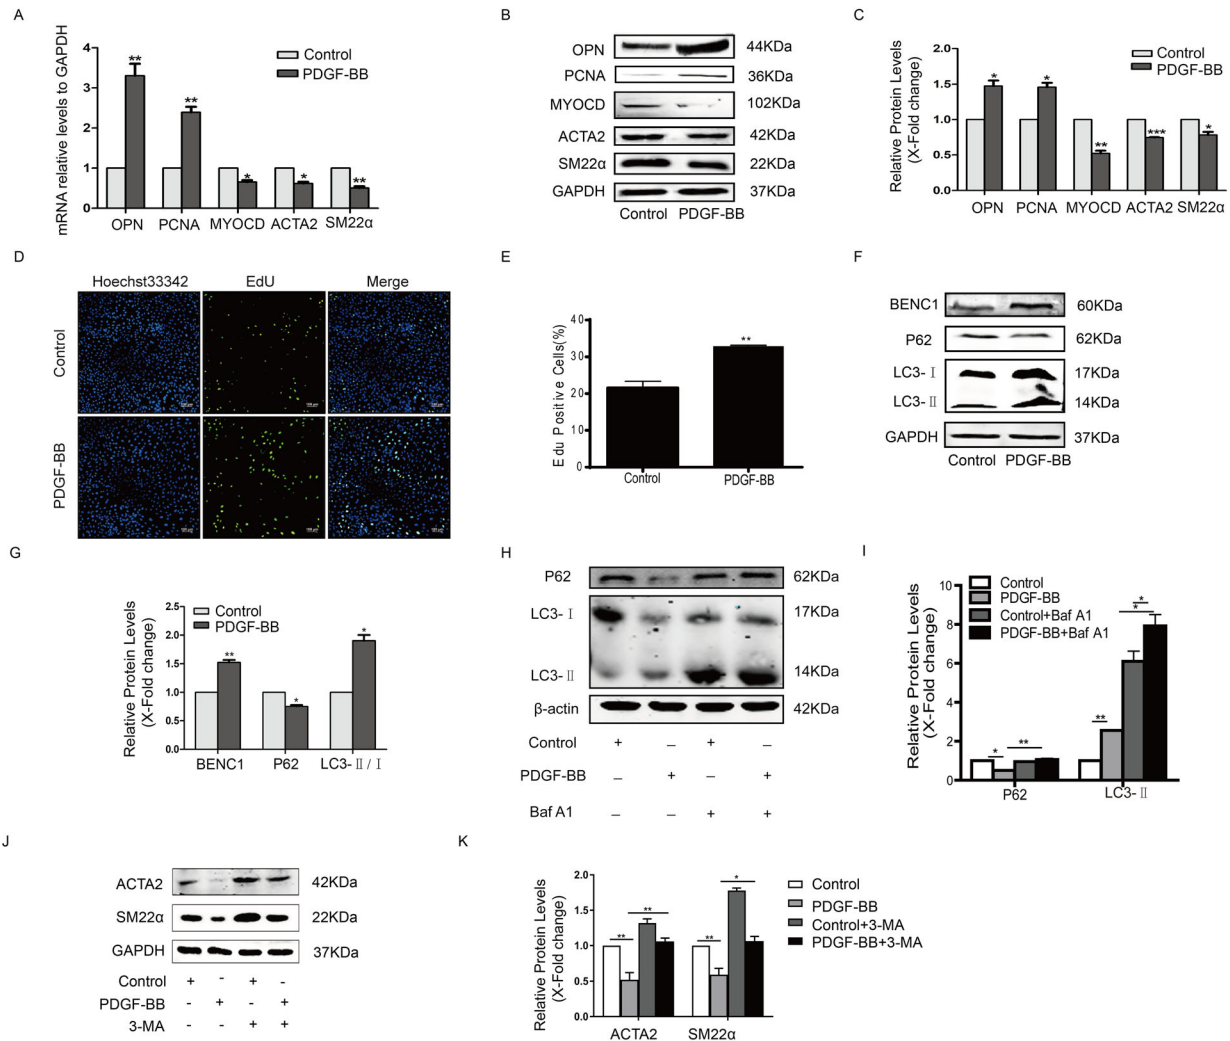 A
mRNA relative levels to GAPDH
4
3
2
1
0
** ** * * **
Control
PDGF-BB
OPN PCNA MYOCD ACTA2 SM22α
B
OPN 44KDa
PCNA 36KDa
MYOCD 102KDa
ACTA2 42KDa
SM22α 22KDa
GAPDH 37KDa
Control PDGF-BB
C
Relative Protein Levels
(X-Fold change)
2.0
1.5
1.0
0.5
0.0
* * ** *** *
Control
PDGF-BB
OPN PCNA MYOCD ACTA2 SM22α
D
Hoechst33342 EdU Merge
Control
PDGF-BB
E
Edu Positive Cells(%)
40
30
20
10
0
**
Control PDGF-BB
F
BENC1 60KDa
P62 62KDa
LC3-Ⅰ 17KDa
LC3-Ⅱ 14KDa
GAPDH 37KDa
Control PDGF-BB
G
Relative Protein Levels
(X-Fold change)
2.5
2.0
1.5
1.0
0.5
0.0
** * *
Control
PDGF-BB
BENC1 P62 LC3-Ⅱ/Ⅰ
H
P62 62KDa
LC3-Ⅰ 17KDa
LC3-Ⅱ 14KDa
β-actin 42KDa
Control + – + –
PDGF-BB – + – +
Baf A1 – – + +
I
Relative Protein Levels
(X-Fold change)
10
8
6
4
2
0
Control
PDGF-BB
Control+Baf A1
PDGF-BB+Baf A1
* ** ** * *
P62 LC3-Ⅱ
J
ACTA2 42KDa
SM22α 22KDa
GAPDH 37KDa
Control + - + -
PDGF-BB - + - +
3-MA - - + +
K
Relative Protein Levels
(X-Fold change)
2.0
1.5
1.0
0.5
0.0
** ** ** *
Control
PDGF-BB
Control+3-MA
PDGF-BB+3-MA
ACTA2 SM22α